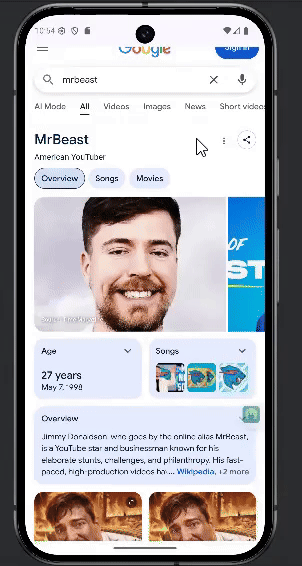 10:54
Google
Sign in
mrbeast
AI Mode All Videos Images News Short videos
MrBeast
American YouTuber
Overview Songs Movies
OF
ST
Age
Songs
27 years
May 7, 1998
Overview
Jimmy Donaldson, who goes by the online alias MrBeast,
is a YouTube star and businessman known for his
elaborate stunts, challenges, and philanthropy. His fast-
paced, high-production videos ha... Wikipedia, +2 more